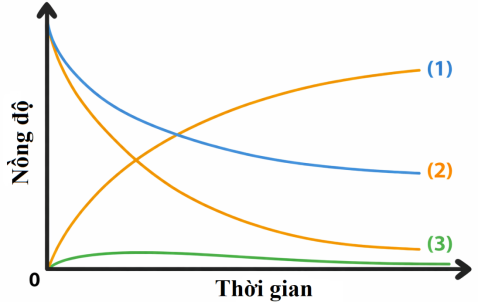 Nồng độ
(1)
(2)
(3)
0
Thời gian